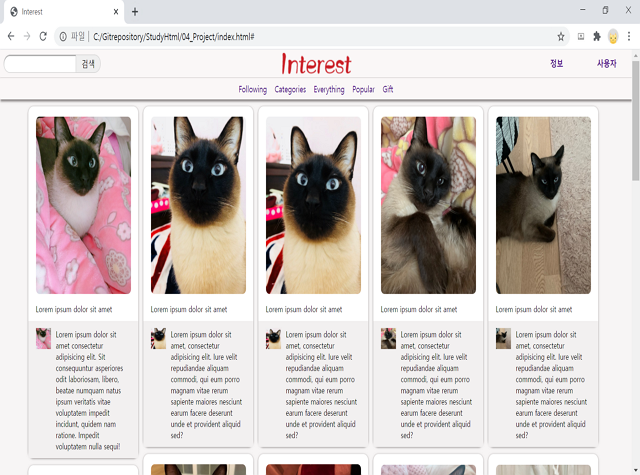 Interest
파일 C:/Gitrepository/StudyHtml/04_Project/index.html#
검색
Interest
정보 사용자
Following Categories Everything Popular Gift
Lorem ipsum dolor sit amet
Lorem ipsum dolor sit
amet, consectetur
adipisicing elit. Sit
consequuntur asperiores
odit laboriosam, libero,
beatae numquam natus
ipsum veritatis vitae
voluptatem impedit
incidunt, quidem nam
ratione. Impedit
voluptatem nulla sequi!
Lorem ipsum dolor sit amet
Lorem ipsum dolor sit
amet, consectetur
adipisicing elit. Iure velit
repudiandae aliquam
commodi, qui eum porro
magnam vitae rerum
sapiente maiores nesciunt
earum facere deserunt
unde et provident aliquid
sed?
Lorem ipsum dolor sit amet
Lorem ipsum dolor sit
amet, consectetur
adipisicing elit. Iure velit
repudiandae aliquam
commodi, qui eum porro
magnam vitae rerum
sapiente maiores nesciunt
earum facere deserunt
unde et provident aliquid
sed?
Lorem ipsum dolor sit amet
Lorem ipsum dolor sit
amet, consectetur
adipisicing elit. Iure velit
repudiandae aliquam
commodi, qui eum porro
magnam vitae rerum
sapiente maiores nesciunt
earum facere deserunt
unde et provident aliquid
sed?
Lorem ipsum dolor sit amet
Lorem ipsum dolor sit
amet, consectetur
adipisicing elit. Iure velit
repudiandae aliquam
commodi, qui eum porro
magnam vitae rerum
sapiente maiores nesciunt
earum facere deserunt
unde et provident aliquid
sed?